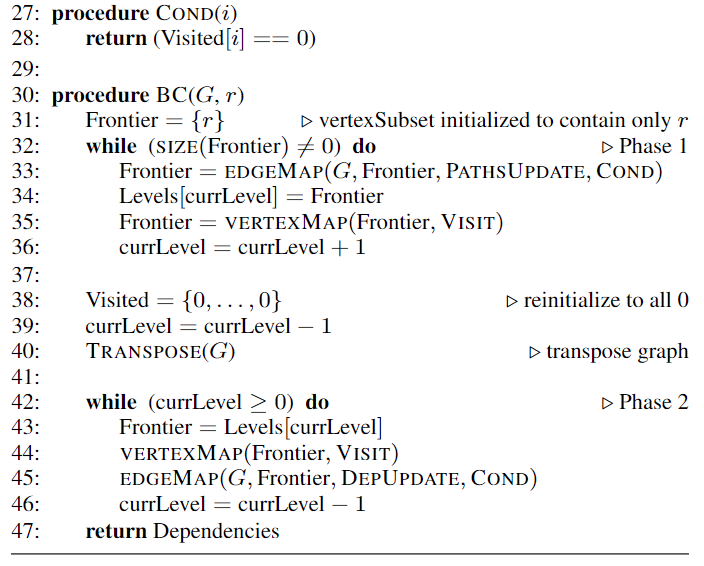 27: procedure COND(i)
28: return (Visited[i] == 0)
29:
30: procedure BC(G, r)
31: Frontier = {r} ▷ vertexSubset initialized to contain only r
32: while (SIZE(Frontier) ≠ 0) do ▷ Phase 1
33: Frontier = EDGEMAP(G, Frontier, PATHSUPDATE, COND)
34: Levels[currLevel] = Frontier
35: Frontier = VERTEXMAP(Frontier, VISIT)
36: currLevel = currLevel + 1
37:
38: Visited = {0, . . . , 0} ▷ reinitialize to all 0
39: currLevel = currLevel − 1
40: TRANSPOSE(G) ▷ transpose graph
41:
42: while (currLevel ≥ 0) do ▷ Phase 2
43: Frontier = Levels[currLevel]
44: VERTEXMAP(Frontier, VISIT)
45: EDGEMAP(G, Frontier, DEPUPDATE, COND)
46: currLevel = currLevel − 1
47: return Dependencies